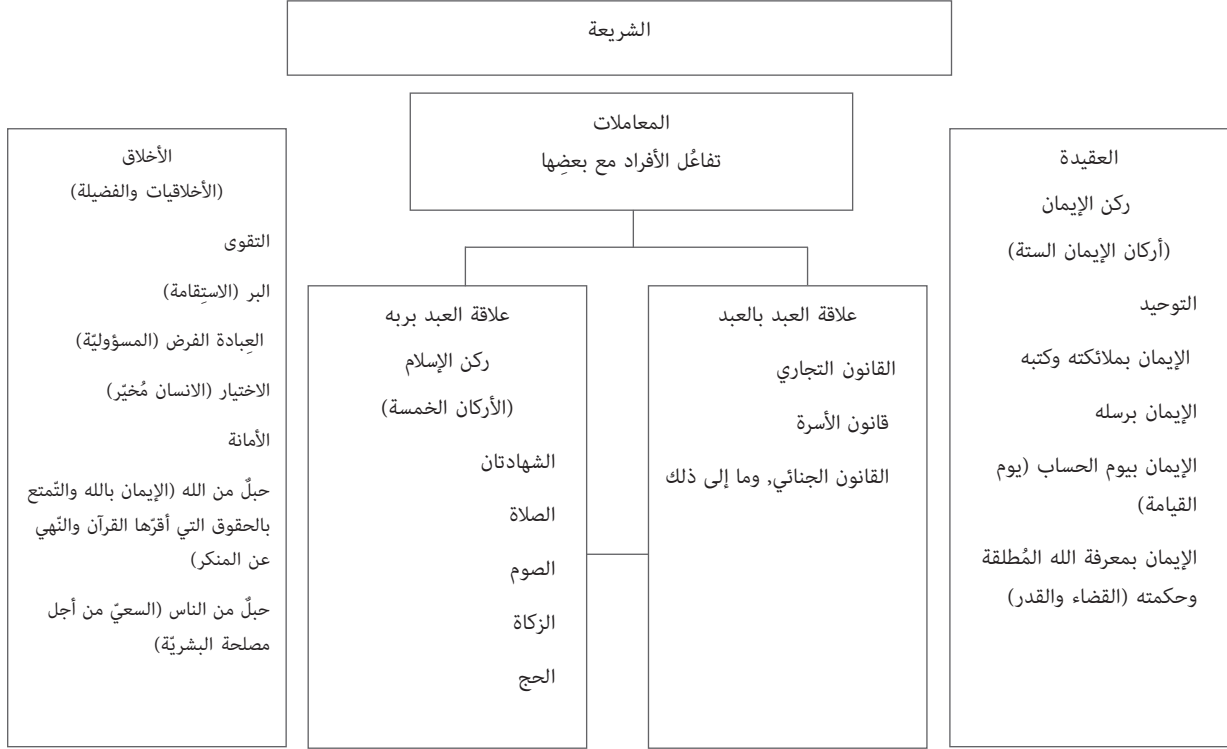 الشريعة
المعاملات
تفاعُل الأفراد مع بعضِها
العقيدة
ركن الإيمان
(أركان الإيمان الستة)
التوحيد
الإيمان بملائكته وكتبه
الإيمان برسله
الإيمان بيوم الحساب (يوم
القيامة)
الإيمان بمعرفة الله المُطلقة
وحكمته (القضاء والقدر)
علاقة العبد بالعبد
القانون التجاري
قانون الأسرة
القانون الجنائي, وما إلى ذلك
علاقة العبد بربه
ركن الإسلام
(الأركان الخمسة)
الشهادتان
الصلاة
الصوم
الزكاة
الحج
الأخلاق
(الأخلاقيات والفضيلة)
التقوى
البر (الاستِقامة)
العِبادة الفرض (المسؤوليّة)
الاختيار (الانسان مُخيّر)
الأمانة
حبلٌ من الله (الإيمان بالله والتّمتع
بالحقوق التي أقرّها القرآن والنّهي
عن المنكر)
حبلٌ من الناس (السعيّ من أجل
مصلحة البشريّة)